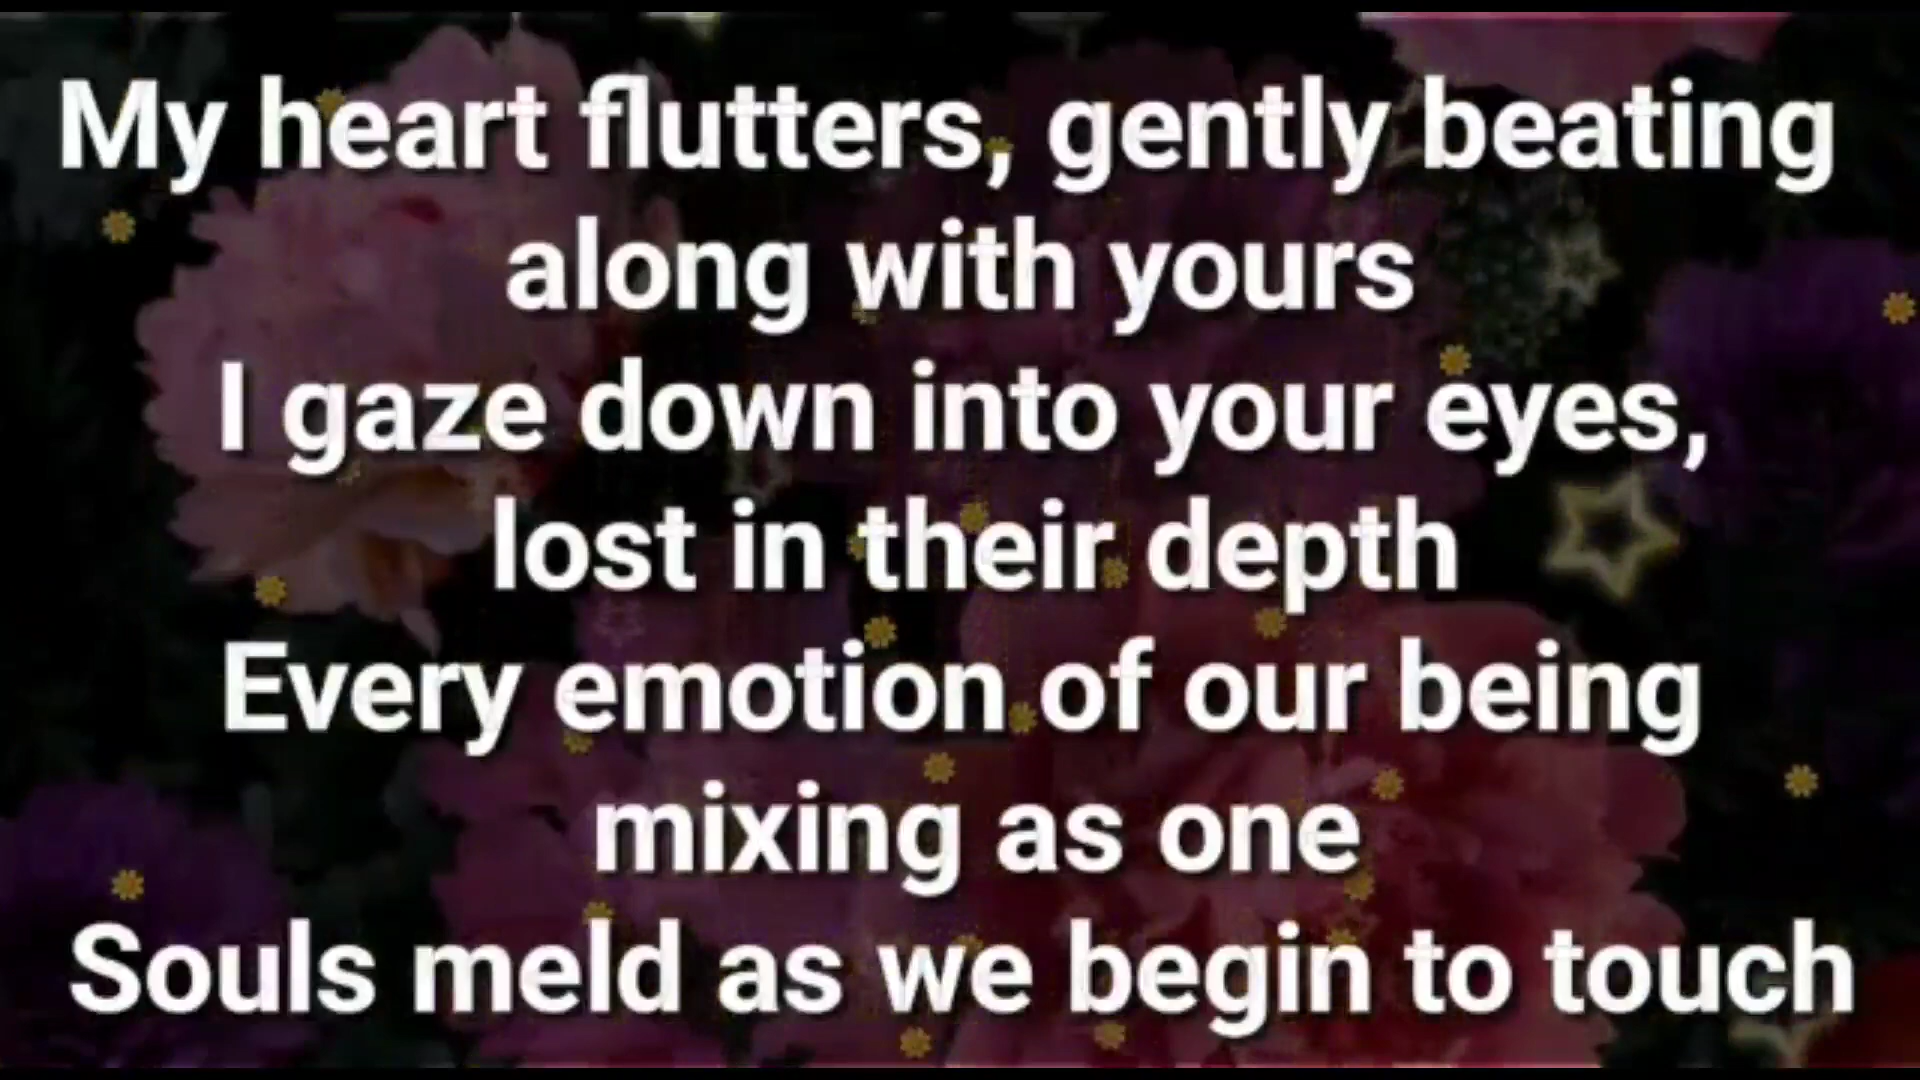 My heart flutters, gently beating
along with yours
I gaze down into your eyes,
lost in their depth
Every emotion of our being
mixing as one
Souls meld as we begin to touch